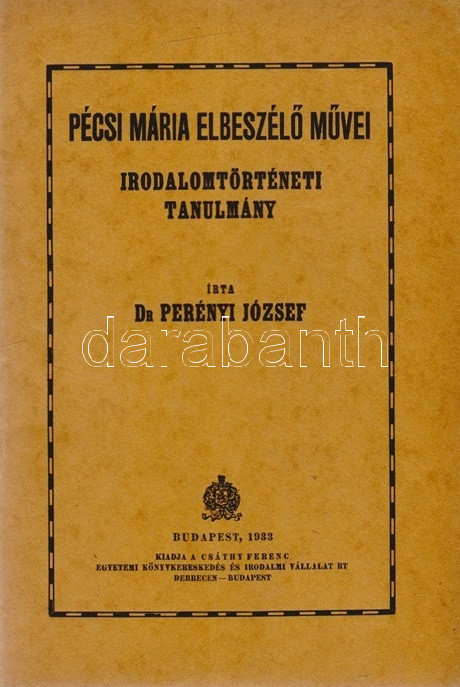 PÉCSI MÁRIA ELBESZÉLŐ MŰVEI
IRODALOMTÖRTÉNETI
TANULMÁNY
ÍRTA
DR PERÉNYI JÓZSEF
darabanth
BUDAPEST, 1933
KIADJA A CSÁTHY FERENC
EGYETEMI KÖNYVKERESKEDÉS ÉS IRODALMI VÁLLALAT RT
DEBRECEN—BUDAPEST